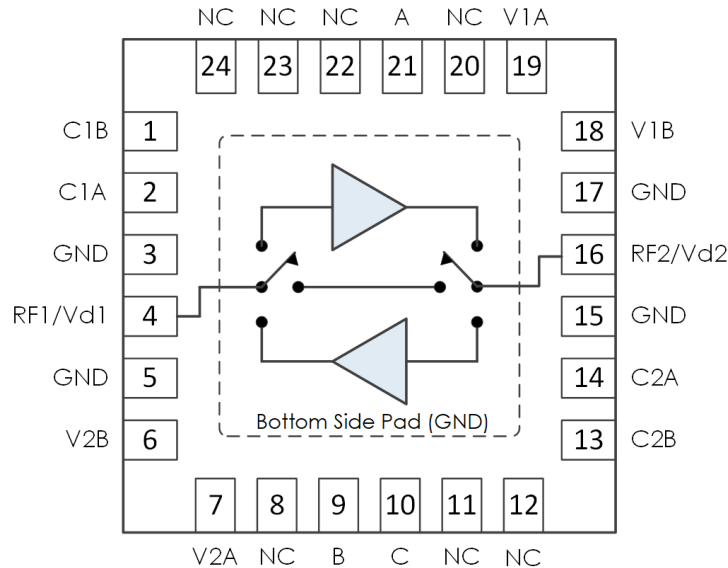 NC NC NC A NC V1A
24 23 22 21 20 19
C1B 1 18 V1B
C1A 2 17 GND
GND 3 16 RF2/Vd2
RF1/Vd1 4 15 GND
GND 5 14 C2A
V2B 6 13 C2B
Bottom Side Pad (GND)
7 8 9 10 11 12
V2A NC B C NC NC